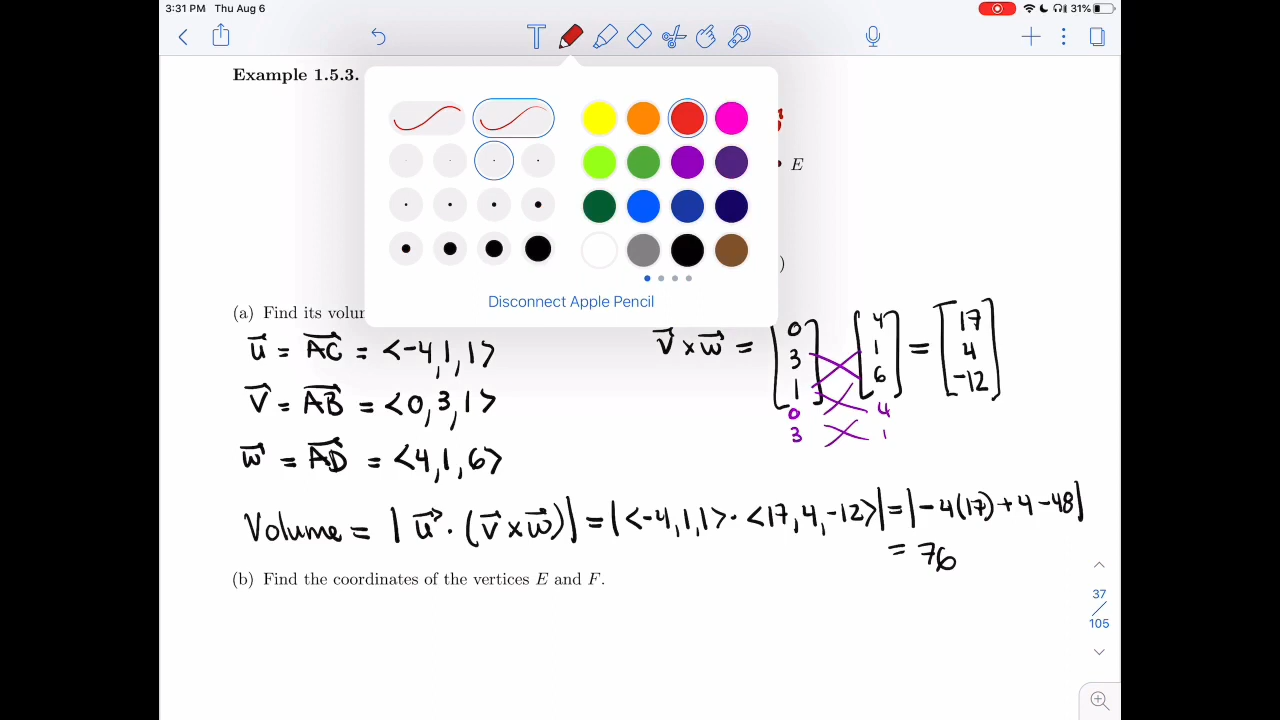 3:31 PM Thu Aug 6 31%
T
Example 1.5.3.
E
)
Disconnect Apple Pencil
(a) Find its volu
u = AC = <-4,1,1>
v × w = [0 3 1] [4 1 6] = [17 4 -12]
0 4
3 1
v = AB = <0,3,1>
w = AD = <4,1,6>
Volume = |u · (v × w)| = |<-4,1,1> · <17,4,-12>| = |-4(17)+4-48|
= 76
(b) Find the coordinates of the vertices E and F.
37
105